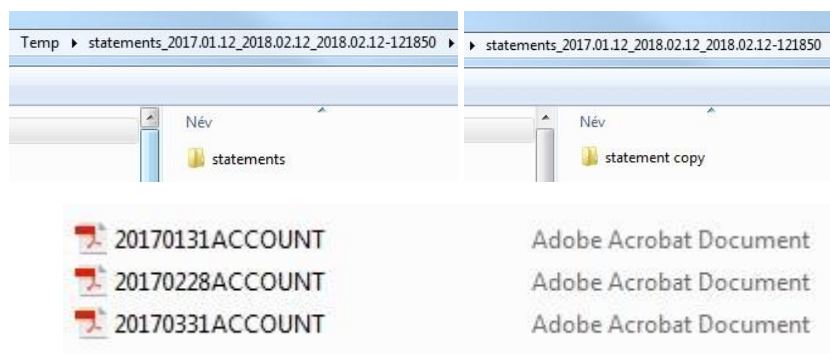 Temp ▸ statements_2017.01.12_2018.02.12_2018.02.12-121850 ▸
Név
statements
▸ statements_2017.01.12_2018.02.12_2018.02.12-121850
Név
statement copy
20170131ACCOUNT Adobe Acrobat Document
20170228ACCOUNT Adobe Acrobat Document
20170331ACCOUNT Adobe Acrobat Document